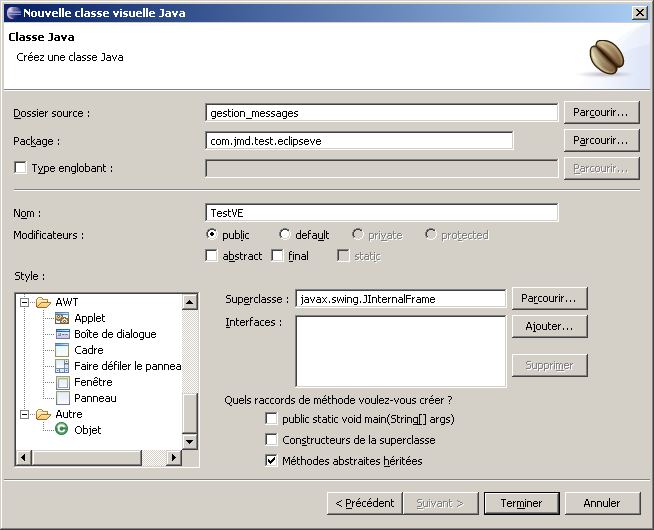 Nouvelle classe visuelle Java
Classe Java
Créez une classe Java
Dossier source : gestion_messages Parcourir...
Package : com.jmd.test.eclipseve Parcourir...
Type englobant : Parcourir...
Nom : TestVE
Modificateurs : public default private protected
abstract final static
Style :
AWT
Applet
Boîte de dialogue
Cadre
Faire défiler le pannea
Fenêtre
Panneau
Autre
Objet
Superclasse : javax.swing.JInternalFrame Parcourir...
Interfaces : Ajouter...
Supprimer
Quels raccords de méthode voulez-vous créer ?
public static void main(String[] args)
Constructeurs de la superclasse
Méthodes abstraites héritées
< Précédent Suivant > Terminer Annuler